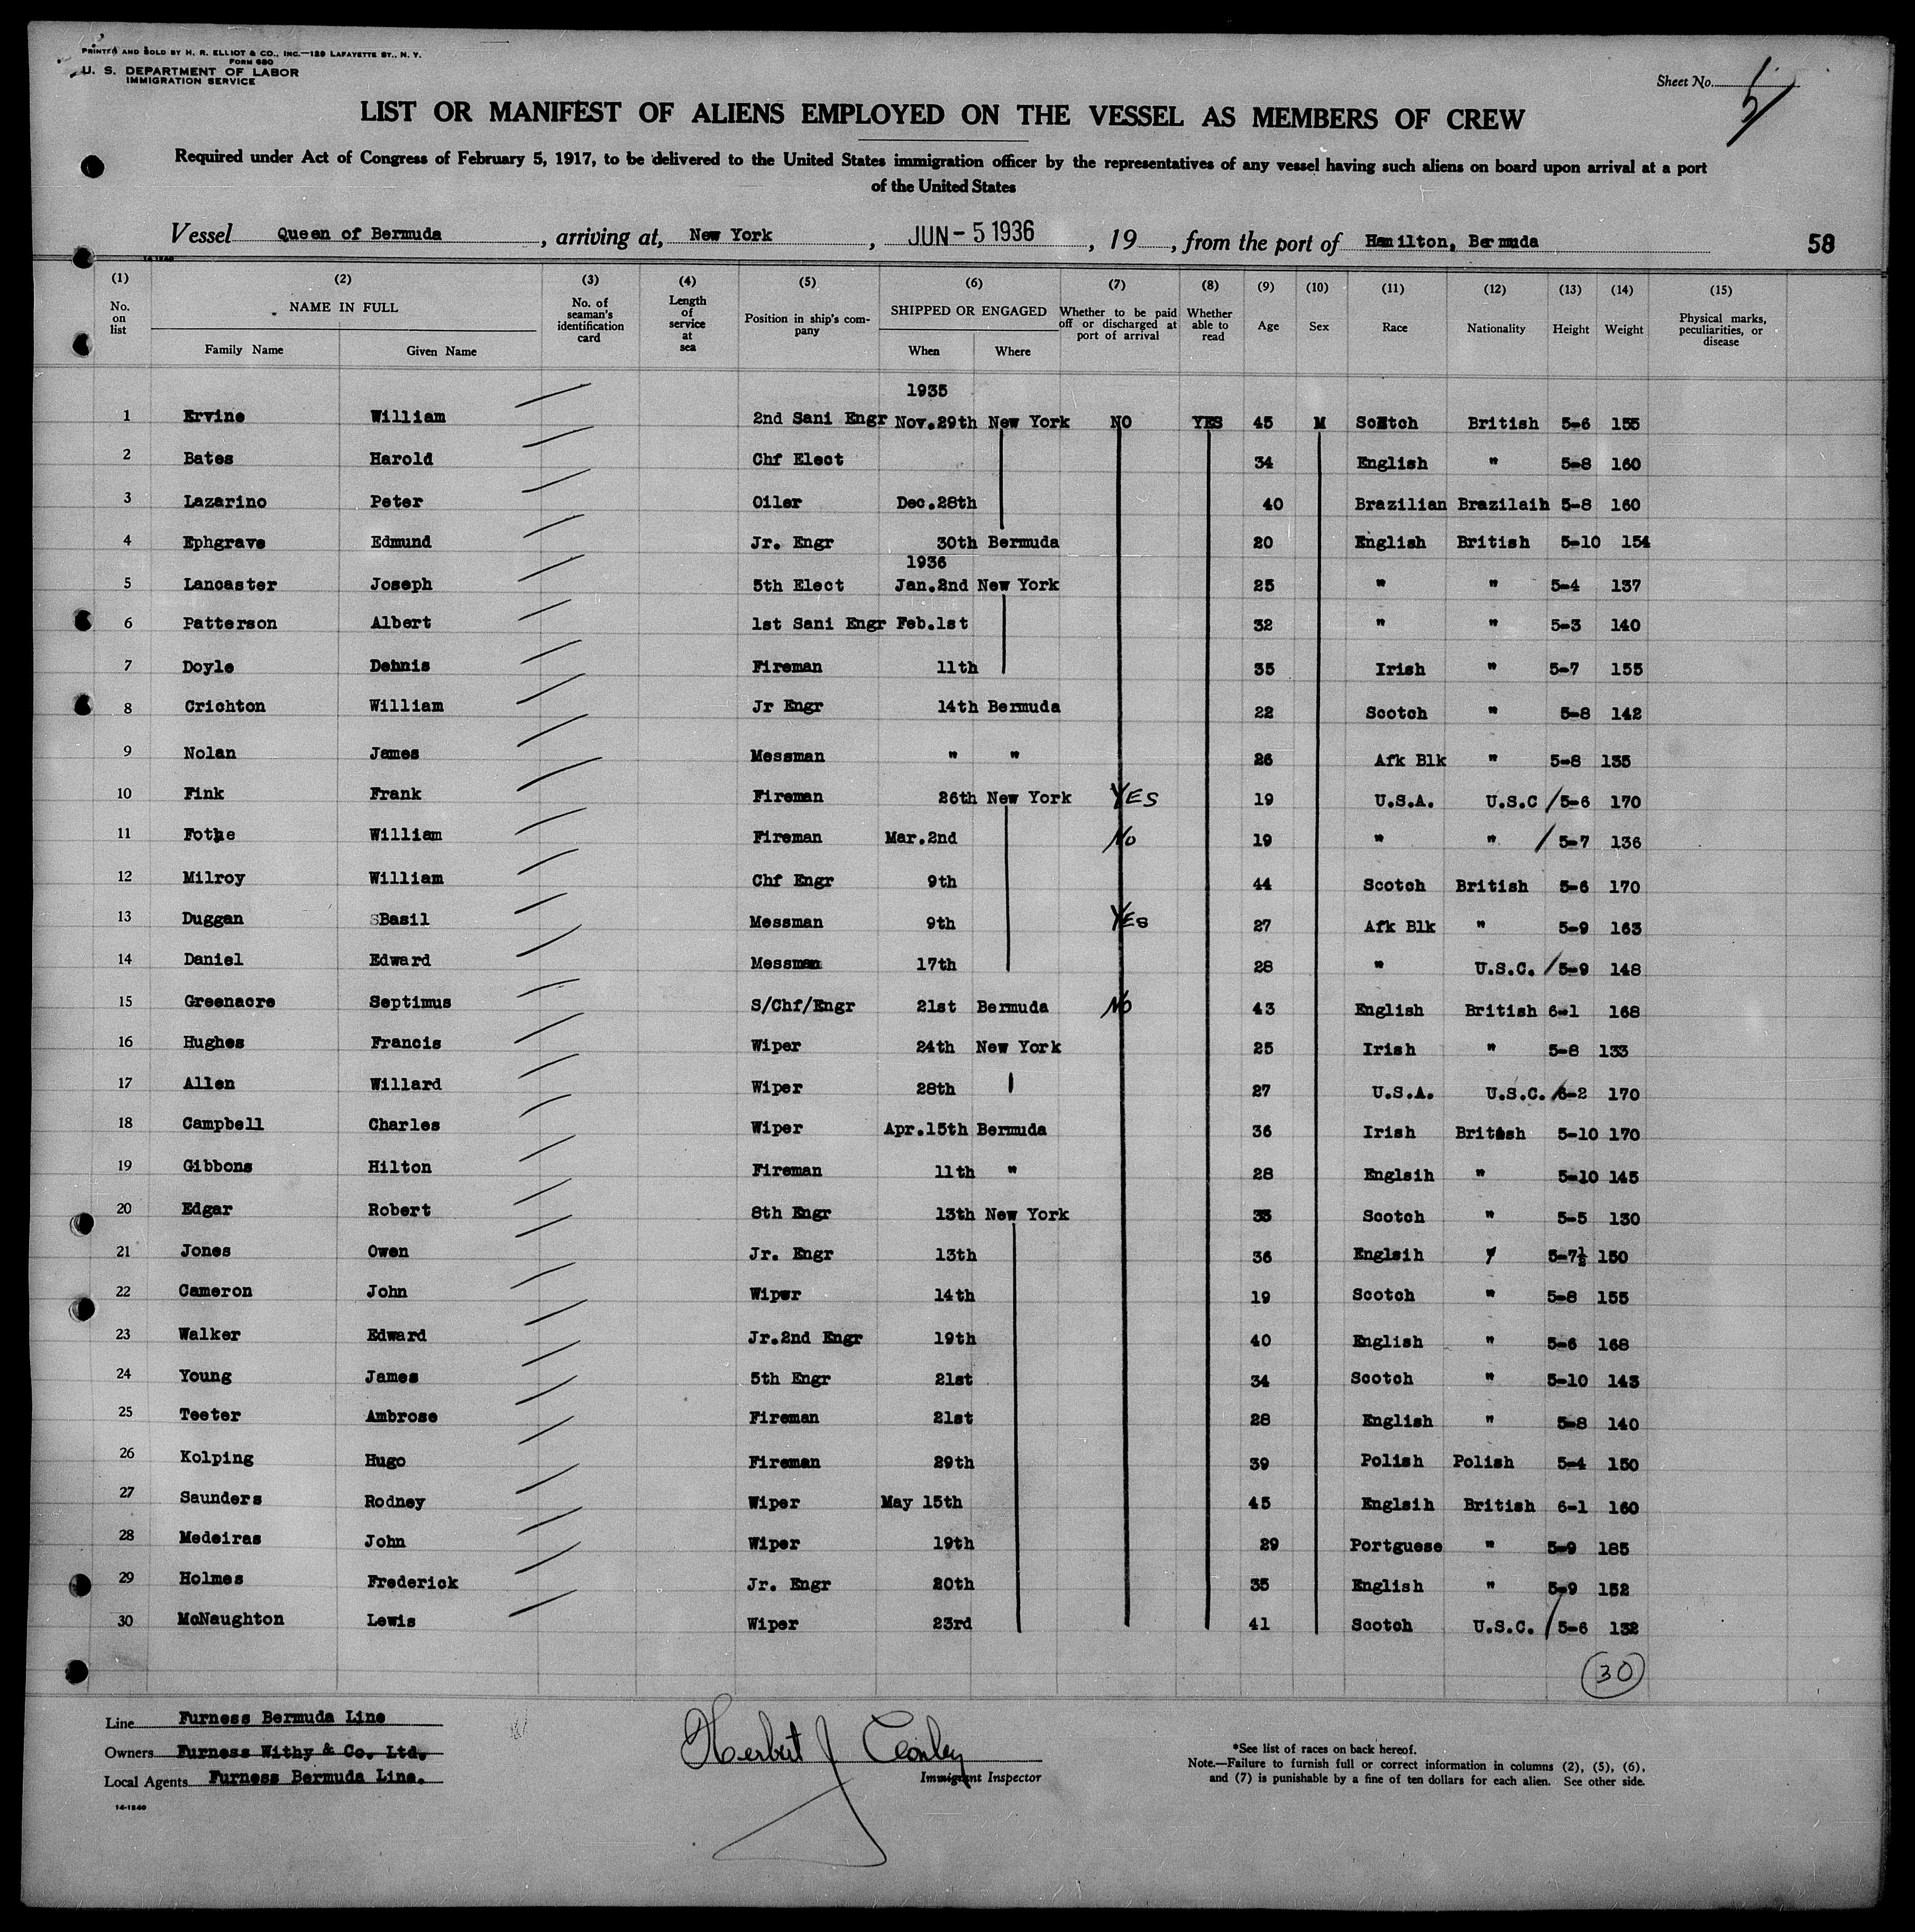 PRINTED AND SOLD BY H. R. ELLIOT & CO., INC.—129 LAFAYETTE ST., N. Y.
FORM 680
U. S. DEPARTMENT OF LABOR
IMMIGRATION SERVICE
Sheet No. 5
LIST OR MANIFEST OF ALIENS EMPLOYED ON THE VESSEL AS MEMBERS OF CREW
Required under Act of Congress of February 5, 1917, to be delivered to the United States immigration officer by the representatives of any vessel having such aliens on board upon arrival at a port
of the United States
Vessel Queen of Bermuda, arriving at, New York, JUN - 5 1936, 19, from the port of Hamilton, Bermuda 58
14-1240
(1) (2) (3) (4) (5) (6) (7) (8) (9) (10) (11) (12) (13) (14) (15)
No. on list NAME IN FULL Family Name Given Name No. of seaman's identification card Length of service at sea Position in ship's company SHIPPED OR ENGAGED When Where Whether to be paid off or discharged at port of arrival Whether able to read Age Sex Race Nationality Height Weight Physical marks, peculiarities, or disease
1935
1 Ervine William 2nd Sani Engr Nov.29th New York NO YES 45 M Scotch British 5-6 155
2 Bates Harold Chf Elect 34 English " 5-8 160
3 Lazarino Peter Oiler Dec.28th 40 Brazilian Brazilaih 5-8 160
4 Ephgrave Edmund Jr. Engr 30th Bermuda 20 English British 5-10 154
1936
5 Lancaster Joseph 5th Elect Jan.2nd New York 25 " " 5-4 137
6 Patterson Albert 1st Sani Engr Feb.1st 32 " " 5-3 140
7 Doyle Dehnis Fireman 11th 35 Irish " 5-7 155
8 Crichton William Jr Engr 14th Bermuda 22 Scotch " 5-8 142
9 Nolan James Messman " " 26 Afk Blk " 5-8 135
10 Fink Frank Fireman 26th New York YES 19 U.S.A. U.S.C / 5-6 170
11 Fothe William Fireman Mar.2nd No 19 " " / 5-7 136
12 Milroy William Chf Engr 9th 44 Scotch British 5-6 170
13 Duggan SBasil Messman 9th YES 27 Afk Blk " 5-9 163
14 Daniel Edward Messman 17th 28 " U.S.C. / 5-9 148
15 Greenacre Septimus S/Chf/Engr 21st Bermuda No 43 English British 6-1 168
16 Hughes Francis Wiper 24th New York 25 Irish " 5-8 133
17 Allen Willard Wiper 28th 27 U.S.A. U.S.C. / 6-2 170
18 Campbell Charles Wiper Apr.15th Bermuda 36 Irish British 5-10 170
19 Gibbons Hilton Fireman 11th " 28 Englsih " 5-10 145
20 Edgar Robert 8th Engr 13th New York Scotch " 5-5 130
21 Jones Owen Jr. Engr 13th 36 Englsih " 5-7½ 150
22 Cameron John Wiper 14th 19 Scotch " 5-8 155
23 Walker Edward Jr.2nd Engr 19th 40 English " 5-6 168
24 Young James 5th Engr 21st 34 Scotch " 5-10 143
25 Teeter Ambrose Fireman 21st 28 English " 5-8 140
26 Kolping Hugo Fireman 29th 39 Polish Polish 5-4 150
27 Saunders Rodney Wiper May 15th 45 Englsih British 6-1 160
28 Medeiras John Wiper 19th 29 Portguese " 5-9 185
29 Holmes Frederick Jr. Engr 20th 35 English " 5-9 152
30 McNaughton Lewis Wiper 23rd 41 Scotch U.S.C. / 5-6 132
30
Line Furness Bermuda Line
Owners Furness Withy & Co. Ltd.
Local Agents Furness Bermuda Line.
14-1240
Herbert J
Immigrant Inspector
*See list of races on back hereof.
Note.—Failure to furnish full or correct information in columns (2), (5), (6),
and (7) is punishable by a fine of ten dollars for each alien. See other side.